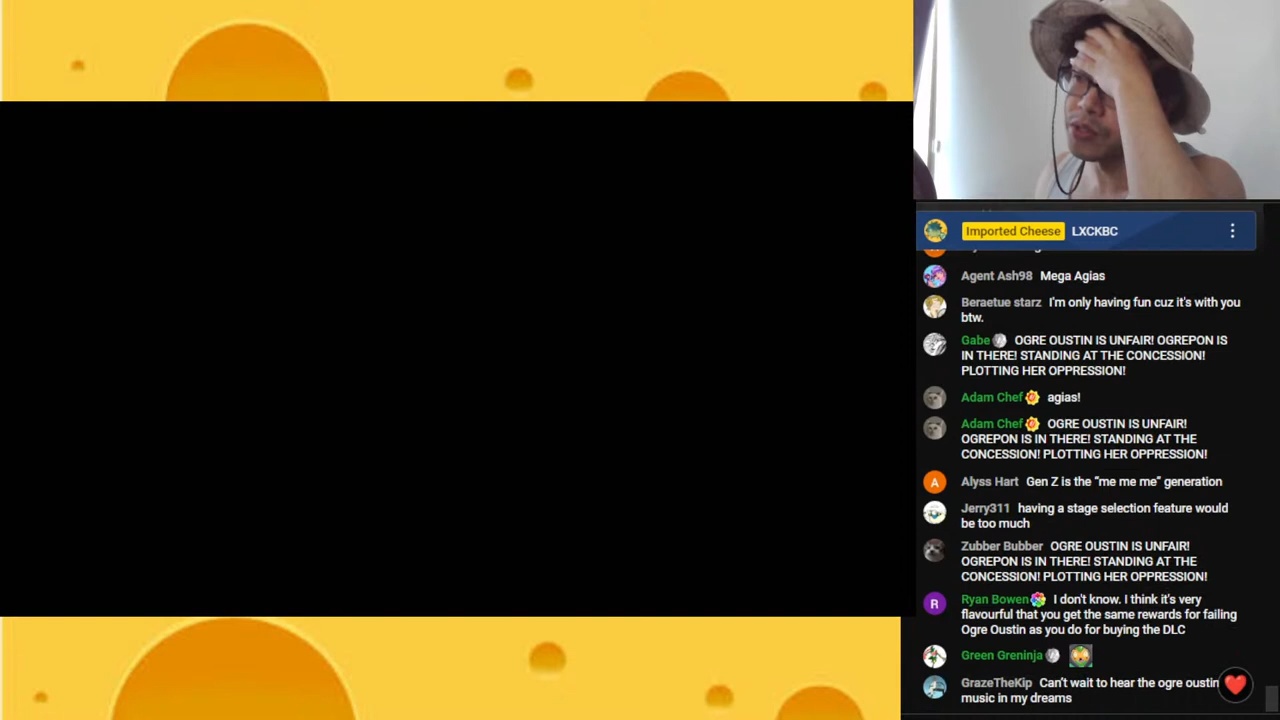 Imported Cheese LXCKBC
Agent Ash98 Mega Agias
Beraetue starz I'm only having fun cuz it's with you
btw.
Gabe OGRE OUSTIN IS UNFAIR! OGREPON IS
IN THERE! STANDING AT THE CONCESSION!
PLOTTING HER OPPRESSION!
Adam Chef agias!
Adam Chef OGRE OUSTIN IS UNFAIR!
OGREPON IS IN THERE! STANDING AT THE
CONCESSION! PLOTTING HER OPPRESSION!
A Alyss Hart Gen Z is the “me me me” generation
Jerry311 having a stage selection feature would
be too much
Zubber Bubber OGRE OUSTIN IS UNFAIR!
OGREPON IS IN THERE! STANDING AT THE
CONCESSION! PLOTTING HER OPPRESSION!
R Ryan Bowen I don't know. I think it's very
flavourful that you get the same rewards for failing
Ogre Oustin as you do for buying the DLC
Green Greninja
GrazeTheKip Can’t wait to hear the ogre oustin
music in my dreams